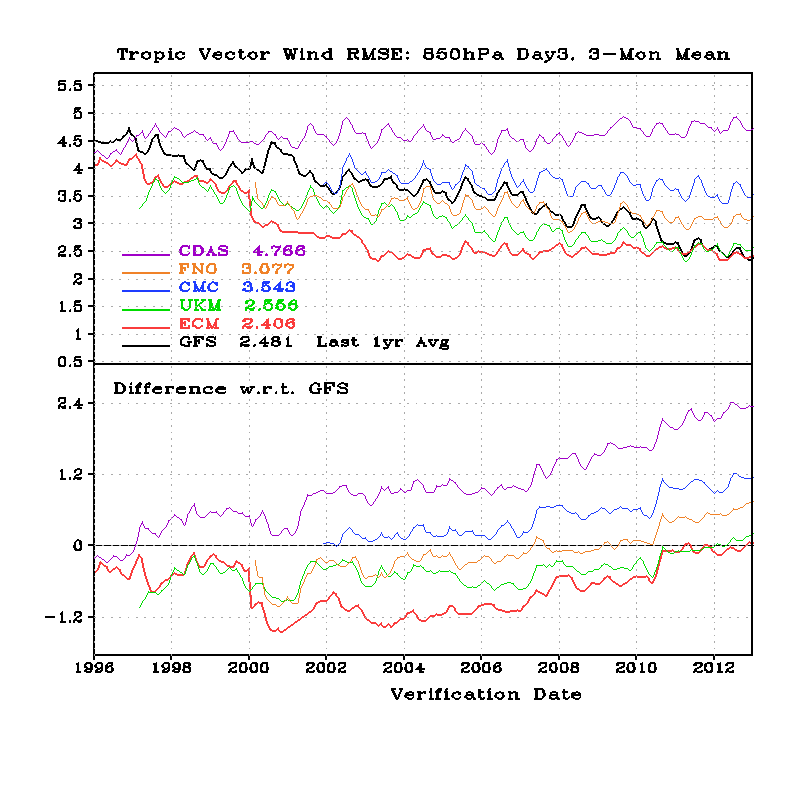 Tropic Vector Wind RMSE: 850hPa Day3, 3-Mon Mean
5.5
5
4.5
4
3.5
3
2.5
2
1.5
1
0.5
CDAS 4.766
FNO 3.077
CMC 3.543
UKM 2.556
ECM 2.406
GFS 2.481 Last 1yr Avg
Difference w.r.t. GFS
2.4
1.2
0
-1.2
1996 1998 2000 2002 2004 2006 2008 2010 2012
Verification Date